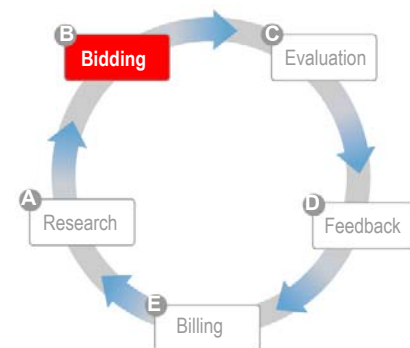 B
Bidding
C
Evaluation
A
Research
D
Feedback
E
Billing